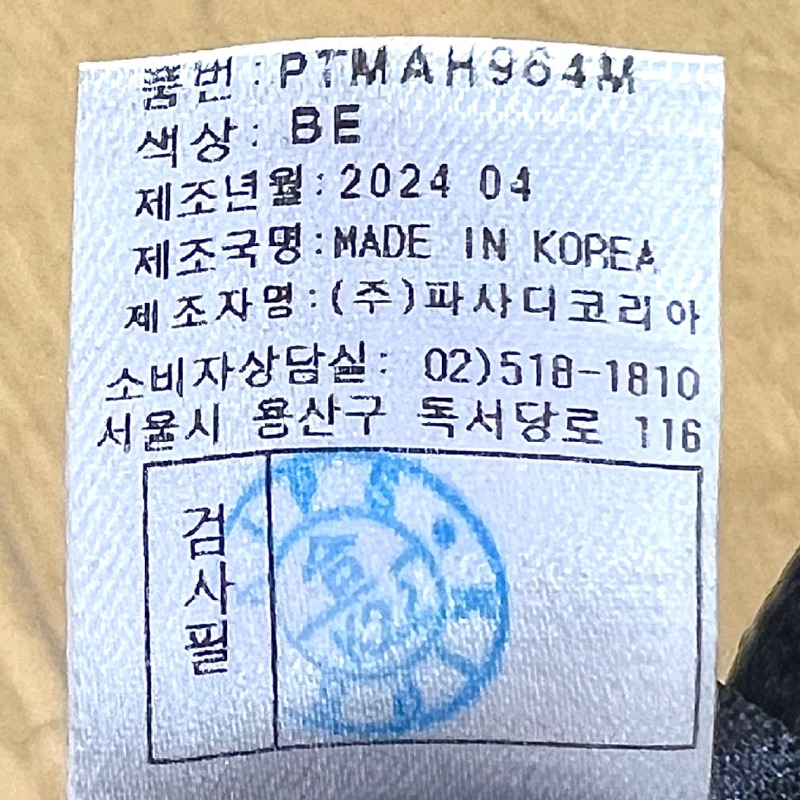 품번: PTMAH964M
색상: BE
제조년월: 2024 04
제조국명: MADE IN KOREA
제조자명: (주)파사디코리아
소비자상담실: 02)518-1810
서울시 용산구 독서당로 116
검사필